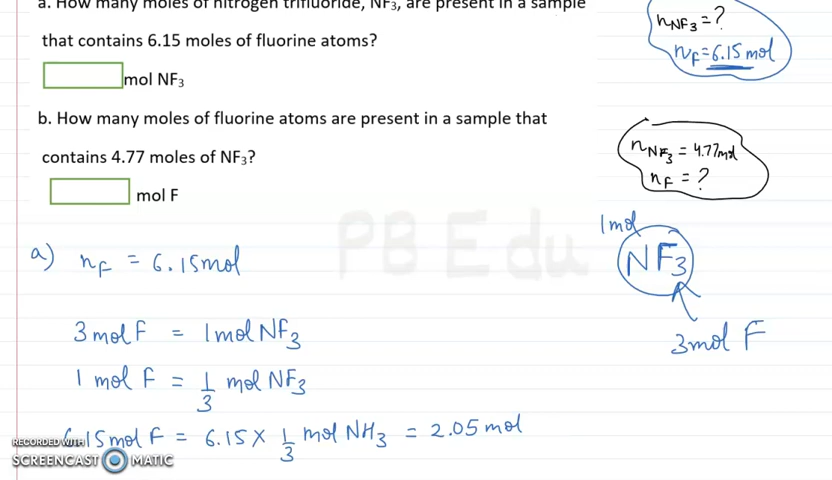 a. How many moles of nitrogen trifluoride, NF3, are present in a sample
that contains 6.15 moles of fluorine atoms?
mol NF3
b. How many moles of fluorine atoms are present in a sample that
contains 4.77 moles of NF3?
mol F
nNF3 = ?
nF = 6.15 mol
nNF3 = 4.77 mol
nF = ?
1 mol
NF3
3 mol F
PB Edu
a) nF = 6.15 mol
3 mol F = 1 mol NF3
1 mol F = 1/3 mol NF3
6.15 mol F = 6.15 x 1/3 mol NH3 = 2.05 mol
RECORDED WITH
SCREENCAST MATIC